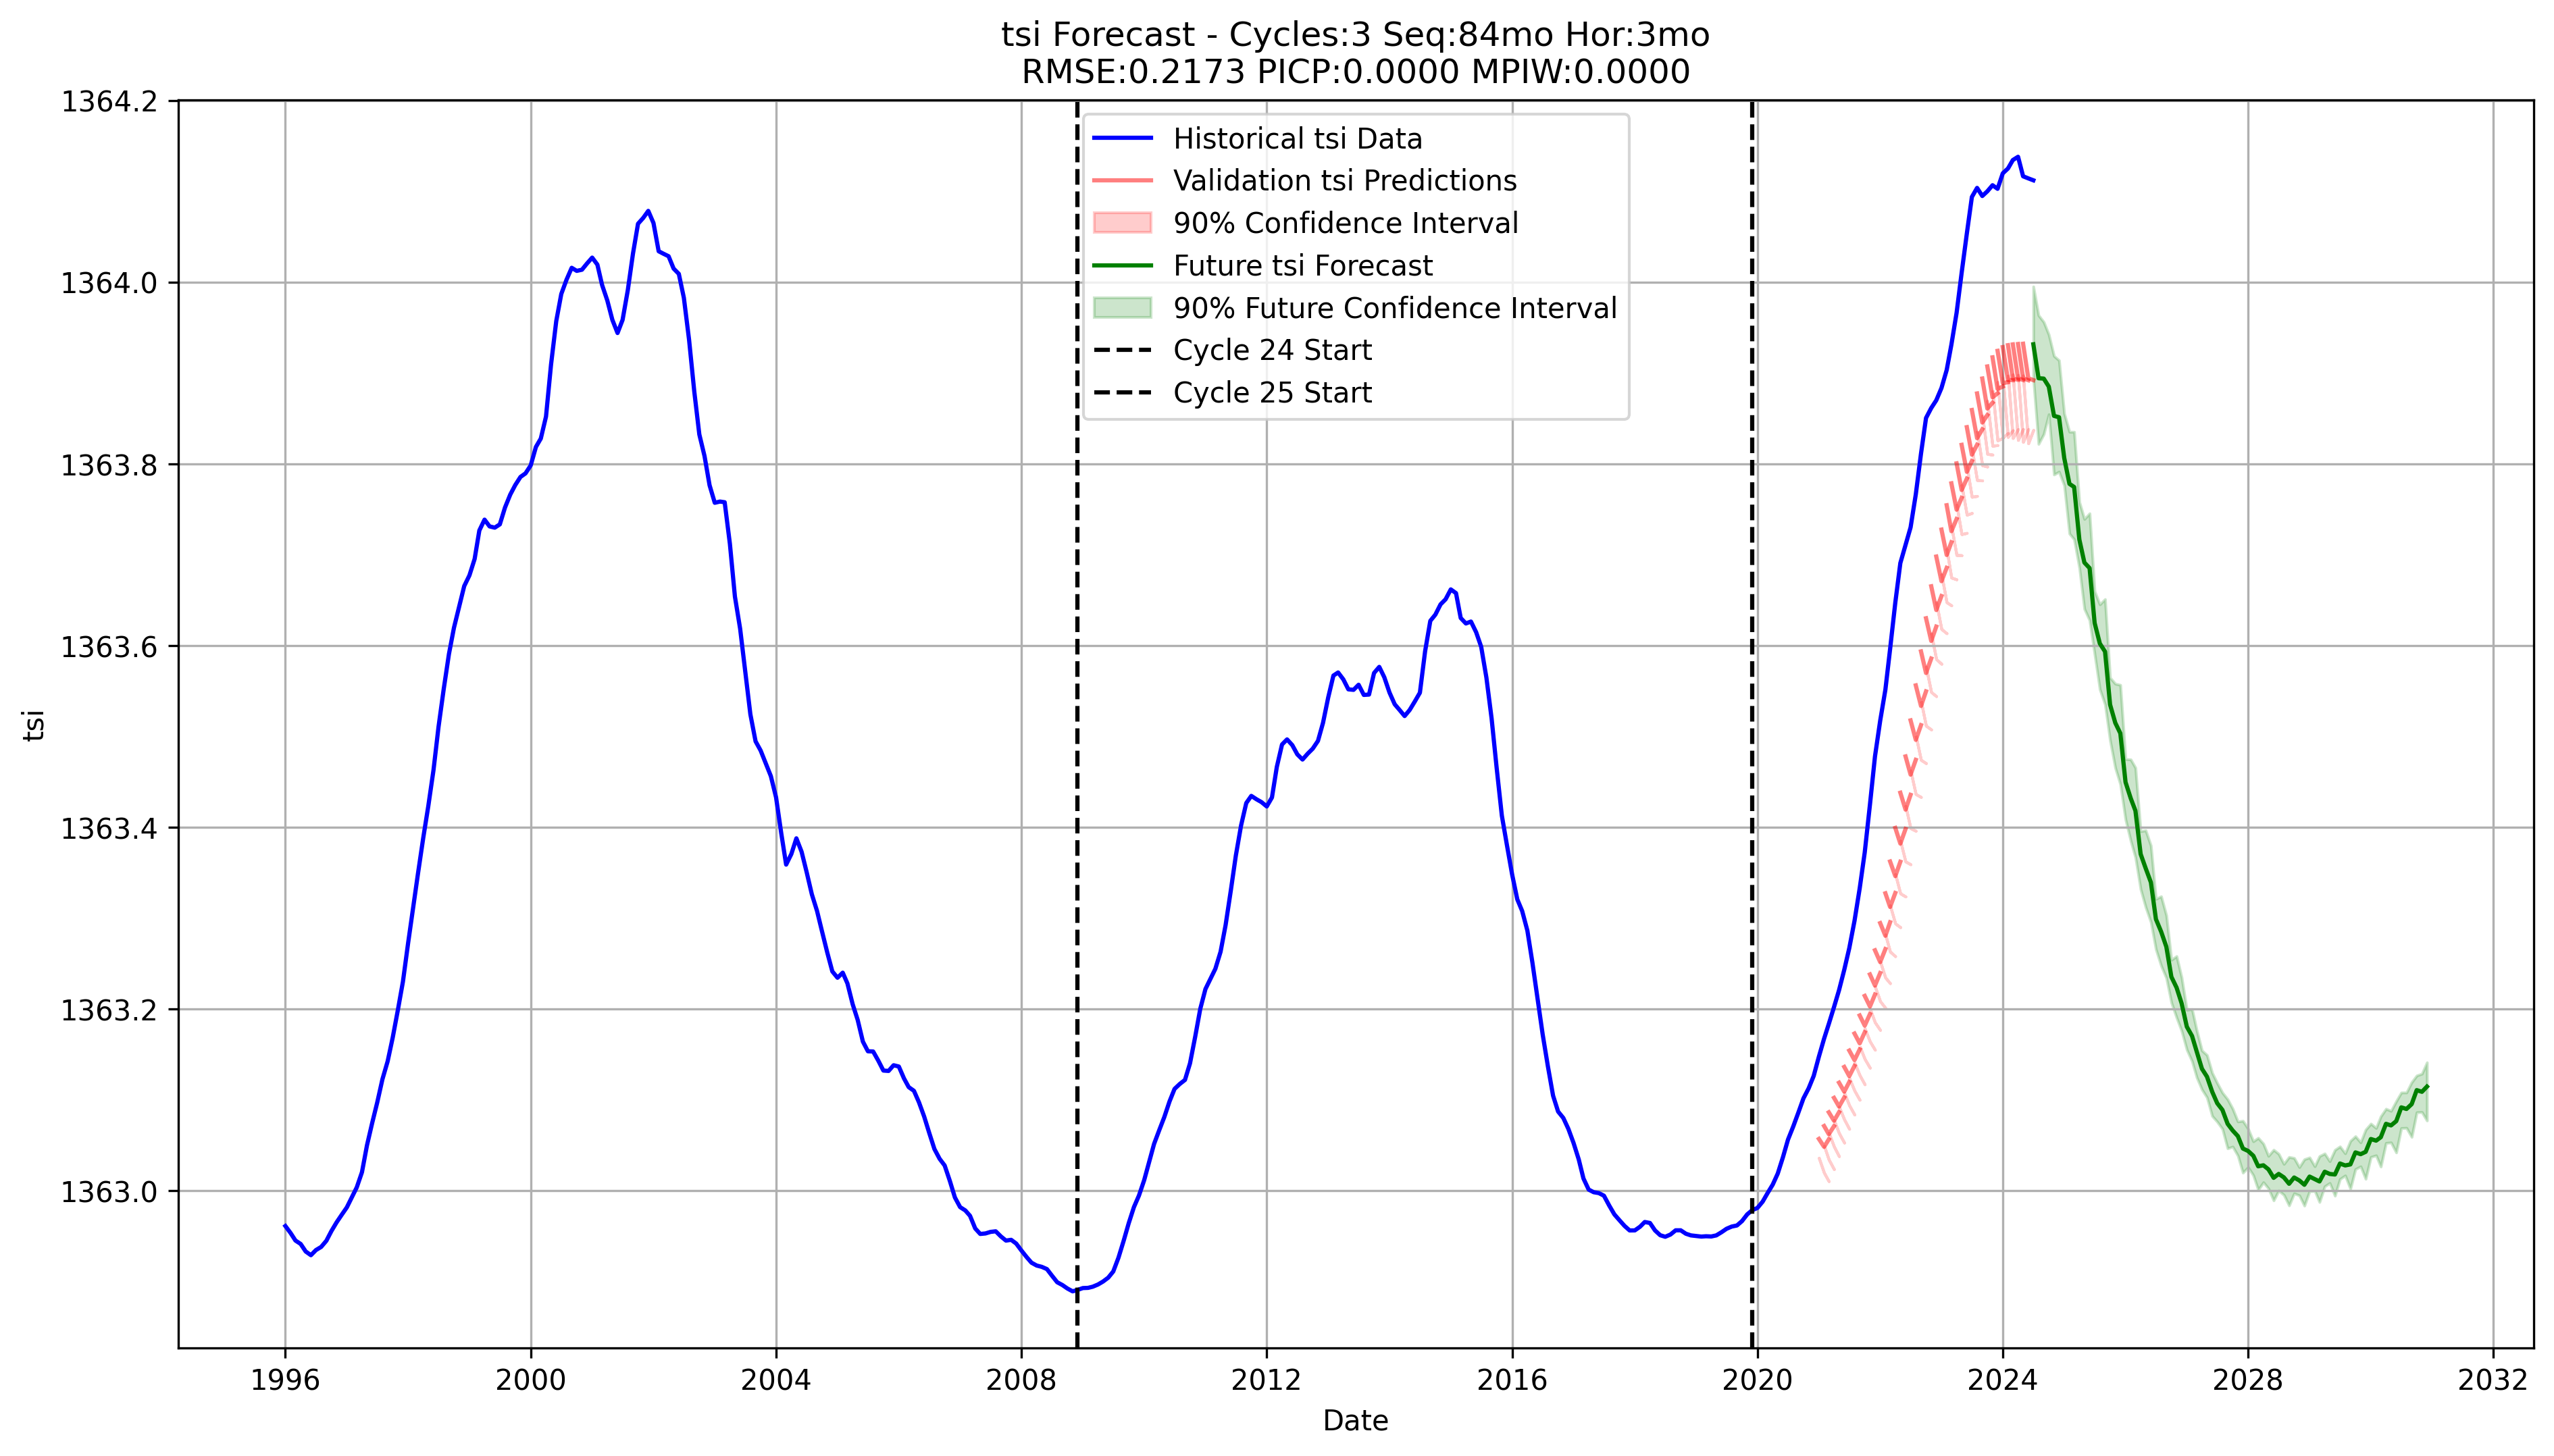 tsi Forecast - Cycles:3 Seq:84mo Hor:3mo
RMSE:0.2173 PICP:0.0000 MPIW:0.0000
1364.2
1364.0
1363.8
1363.6
1363.4
1363.2
1363.0
tsi
Historical tsi Data
Validation tsi Predictions
90% Confidence Interval
Future tsi Forecast
90% Future Confidence Interval
Cycle 24 Start
Cycle 25 Start
1996 2000 2004 2008 2012 2016 2020 2024 2028 2032
Date